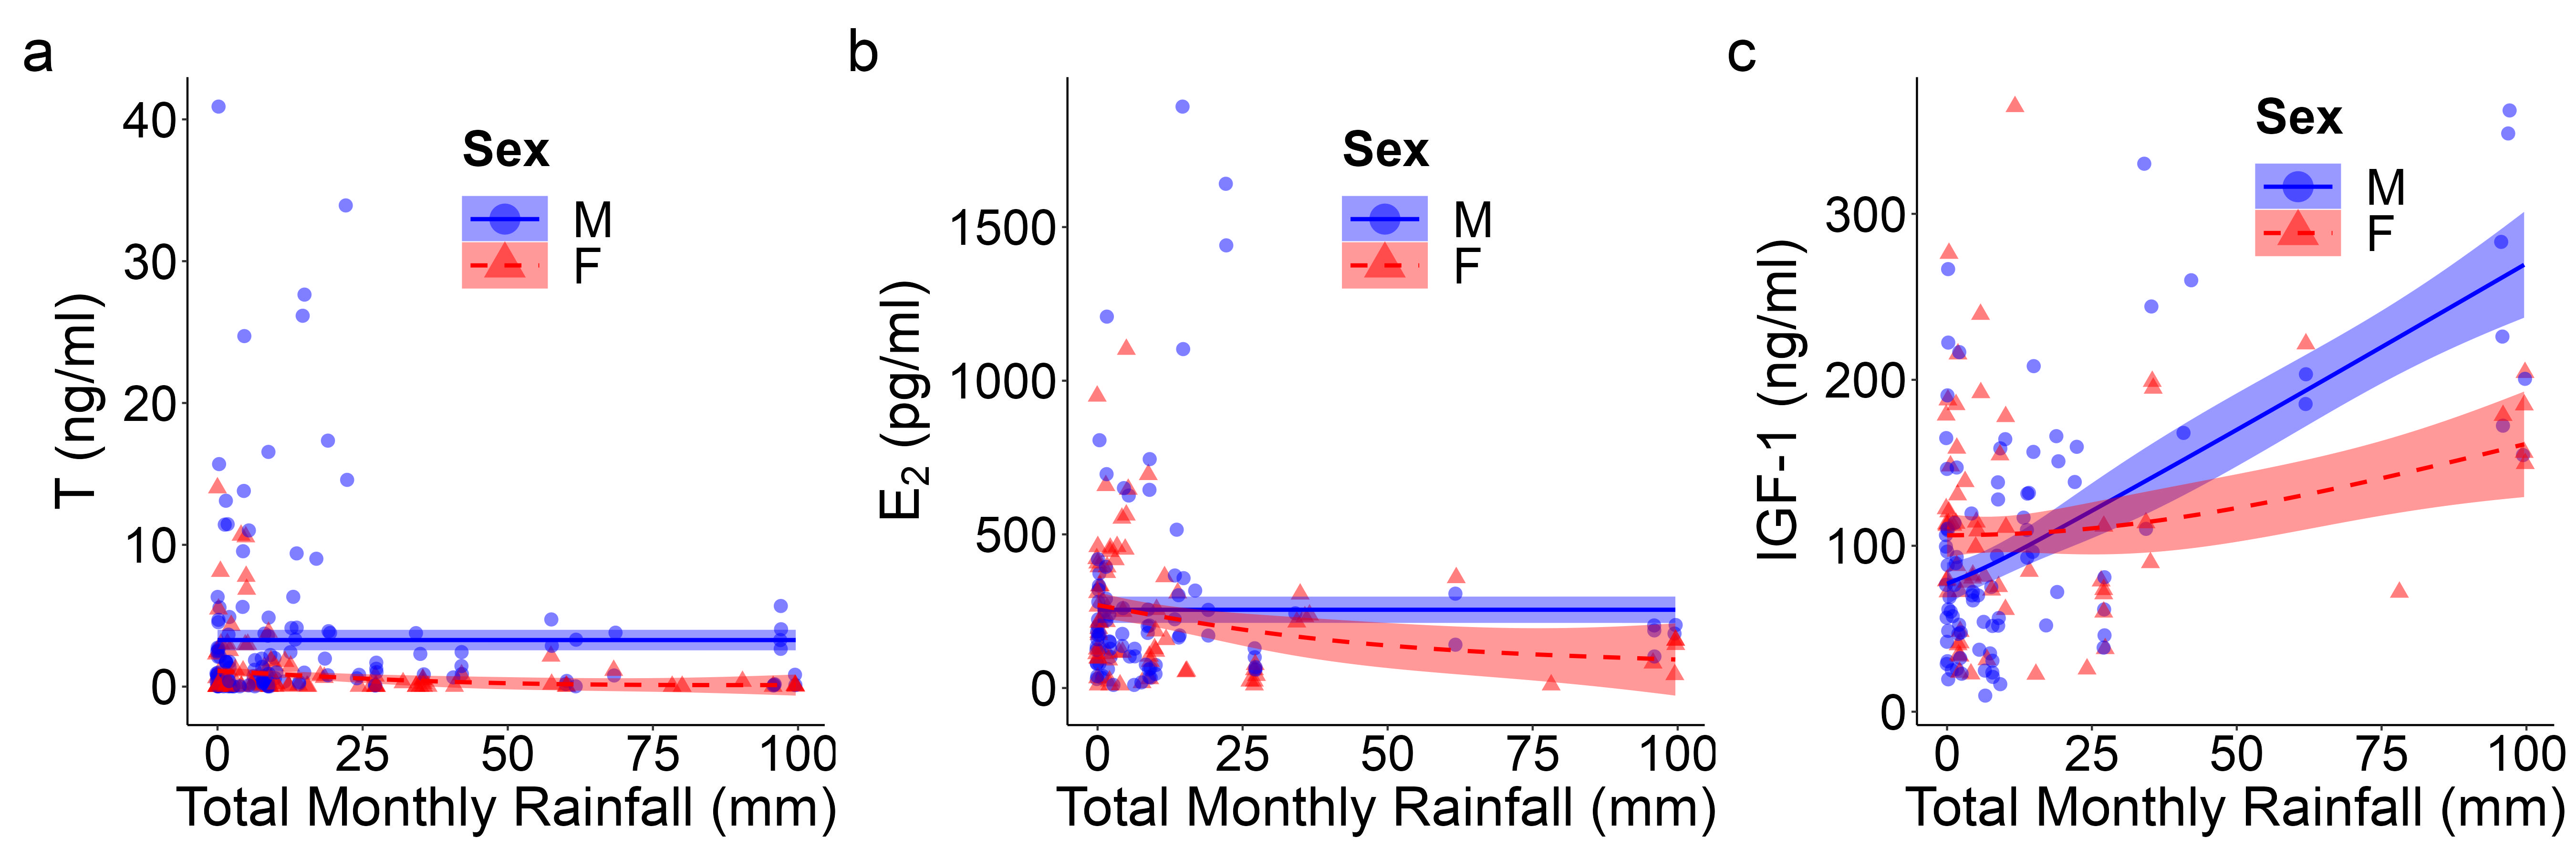 a
T (ng/ml)
40
30
20
10
0
Sex
M
F
0 25 50 75 100
Total Monthly Rainfall (mm)
b
E₂ (pg/ml)
1500
1000
500
0
Sex
M
F
0 25 50 75 100
Total Monthly Rainfall (mm)
c
IGF-1 (ng/ml)
300
200
100
0
Sex
M
F
0 25 50 75 100
Total Monthly Rainfall (mm)